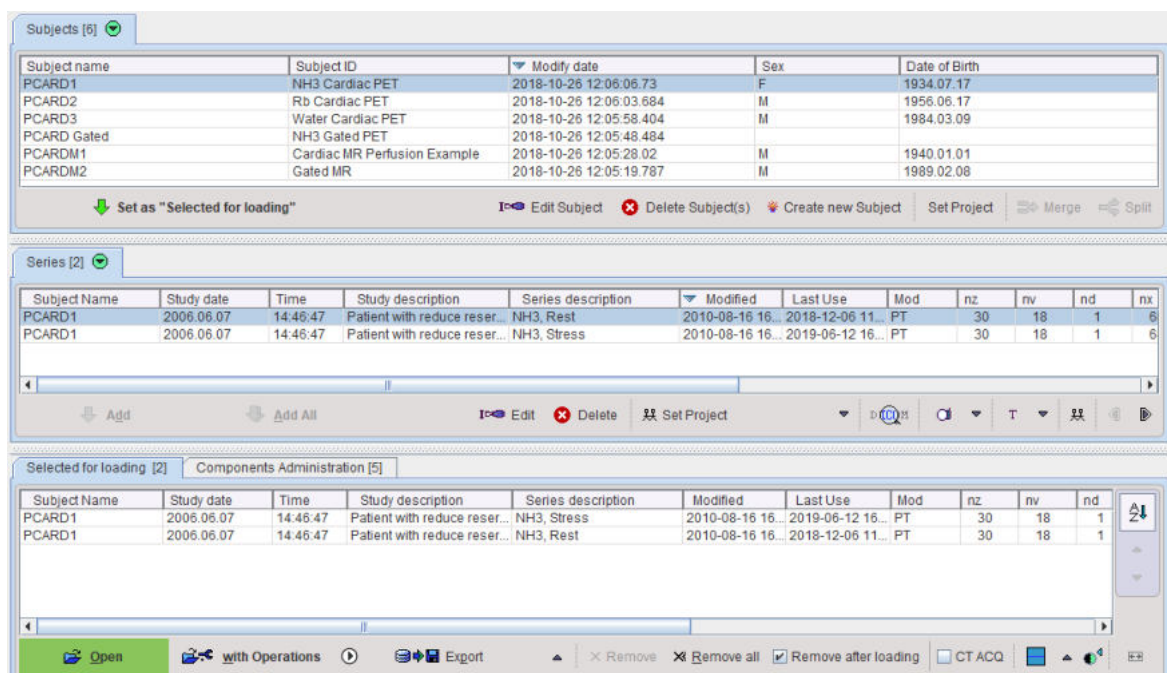 Subjects [6]
Subject name Subject ID Modify date Sex Date of Birth
PCARD1 NH3 Cardiac PET 2018-10-26 12:06:06.73 F 1934.07.17
PCARD2 Rb Cardiac PET 2018-10-26 12:06:03.684 M 1956.06.17
PCARD3 Water Cardiac PET 2018-10-26 12:05:58.404 M 1984.03.09
PCARD Gated NH3 Gated PET 2018-10-26 12:05:48.484
PCARDM1 Cardiac MR Perfusion Example 2018-10-26 12:05:28.02 M 1940.01.01
PCARDM2 Gated MR 2018-10-26 12:05:19.787 M 1989.02.08
Set as "Selected for loading" Edit Subject Delete Subject(s) Create new Subject Set Project Merge Split
Series [2]
Subject Name Study date Time Study description Series description Modified Last Use Mod nz nv nd nx
PCARD1 2006.06.07 14:46:47 Patient with reduce reser... NH3, Rest 2010-08-16 16... 2018-12-06 11... PT 30 18 1 6
PCARD1 2006.06.07 14:46:47 Patient with reduce reser... NH3, Stress 2010-08-16 16... 2019-06-12 16... PT 30 18 1 6
Add Add All Edit Delete Set Project T
Selected for loading [2] Components Administration [5]
Subject Name Study date Time Study description Series description Modified Last Use Mod nz nv nd
PCARD1 2006.06.07 14:46:47 Patient with reduce reser... NH3, Stress 2010-08-16 16... 2019-06-12 16... PT 30 18 1
PCARD1 2006.06.07 14:46:47 Patient with reduce reser... NH3, Rest 2010-08-16 16... 2018-12-06 11... PT 30 18 1
AZ
Open with Operations Export Remove Remove all Remove after loading CT ACQ